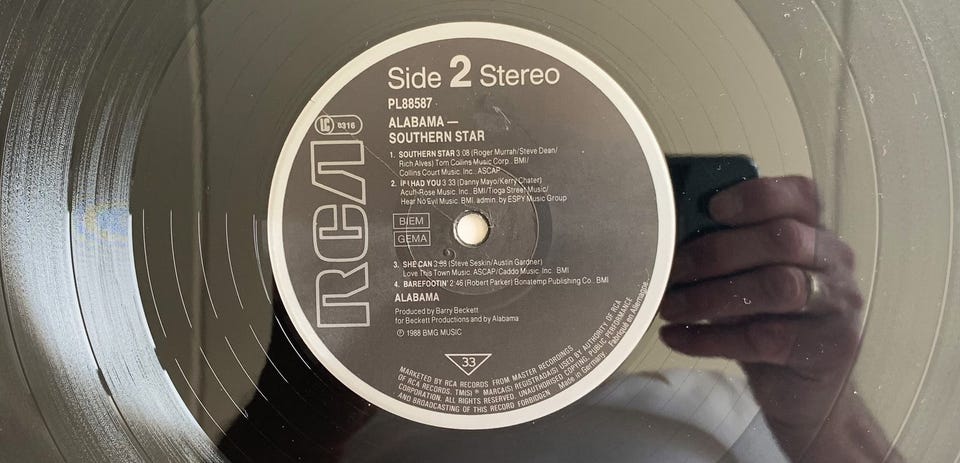 Side 2 Stereo
PL88587
ALABAMA —
SOUTHERN STAR
LC 0316
RCA
1. SOUTHERN STAR 3:08 (Roger Murrah/Steve Dean/
Rich Alves) Tom Collins Music Corp., BMI/
Collins Court Music, Inc., ASCAP
2. IF I HAD YOU 3:33 (Danny Mayo/Kerry Chater)
Acuff-Rose Music, Inc., BMI/Tioga Street Music/
Hear No Evil Music, BMI, admin. by ESPY Music Group
BIEM
GEMA
3. SHE CAN (Steve Seskin/Austin Gardner)
Love This Town Music, ASCAP/Caddo Music, Inc., BMI
4. BAREFOOTIN' 2:46 (Robert Parker) Bonatemp Publishing Co., BMI
ALABAMA
Produced by Barry Beckett
for Beckett Productions and by Alabama
℗ 1988 BMG MUSIC
33
MARKETED BY RCA RECORDS FROM MASTER RECORDINGS
OF RCA RECORDS. TM(S) ® MARCA(S) REGISTRADA(S) USED BY AUTHORITY OF RCA
CORPORATION. ALL RIGHTS RESERVED. UNAUTHORISED COPYING, PUBLIC PERFORMANCE
AND BROADCASTING OF THIS RECORD FORBIDDEN Made in Germany Fabriqué en Allemagne